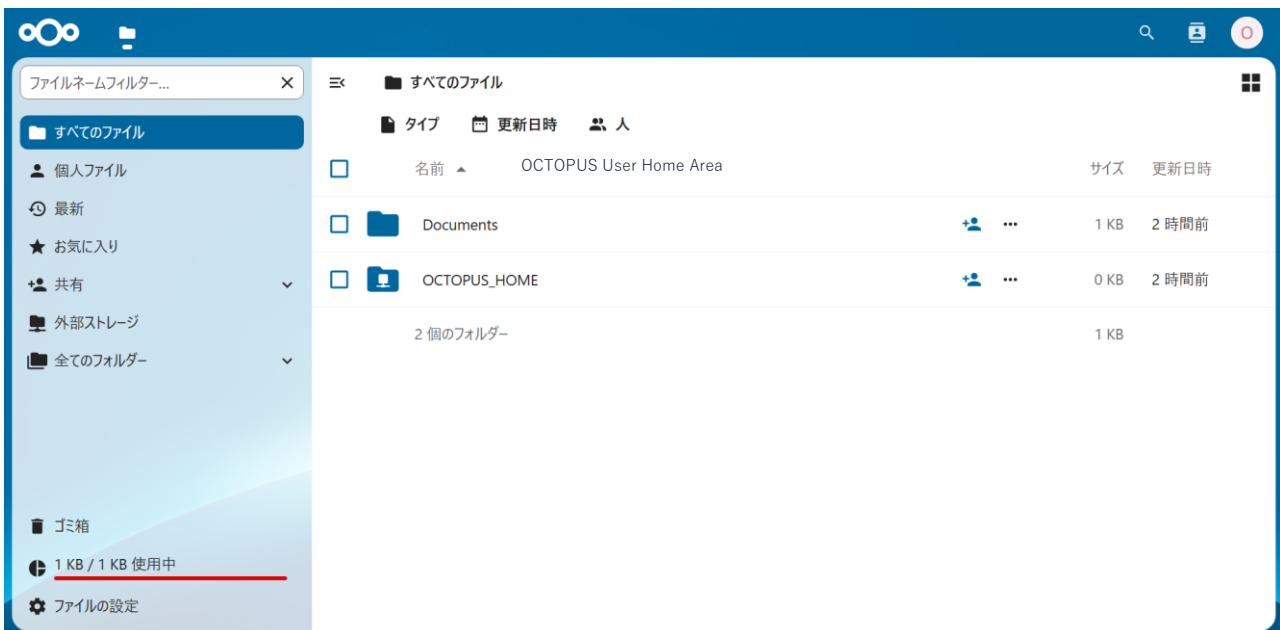 O
ファイルネームフィルター...
すべてのファイル
すべてのファイル
タイプ 更新日時 人
個人ファイル
名前 OCTOPUS User Home Area サイズ 更新日時
最新
Documents 1 KB 2 時間前
お気に入り
共有
OCTOPUS_HOME 0 KB 2 時間前
外部ストレージ
2 個のフォルダー 1 KB
全てのフォルダー
ゴミ箱
1 KB / 1 KB 使用中
ファイルの設定